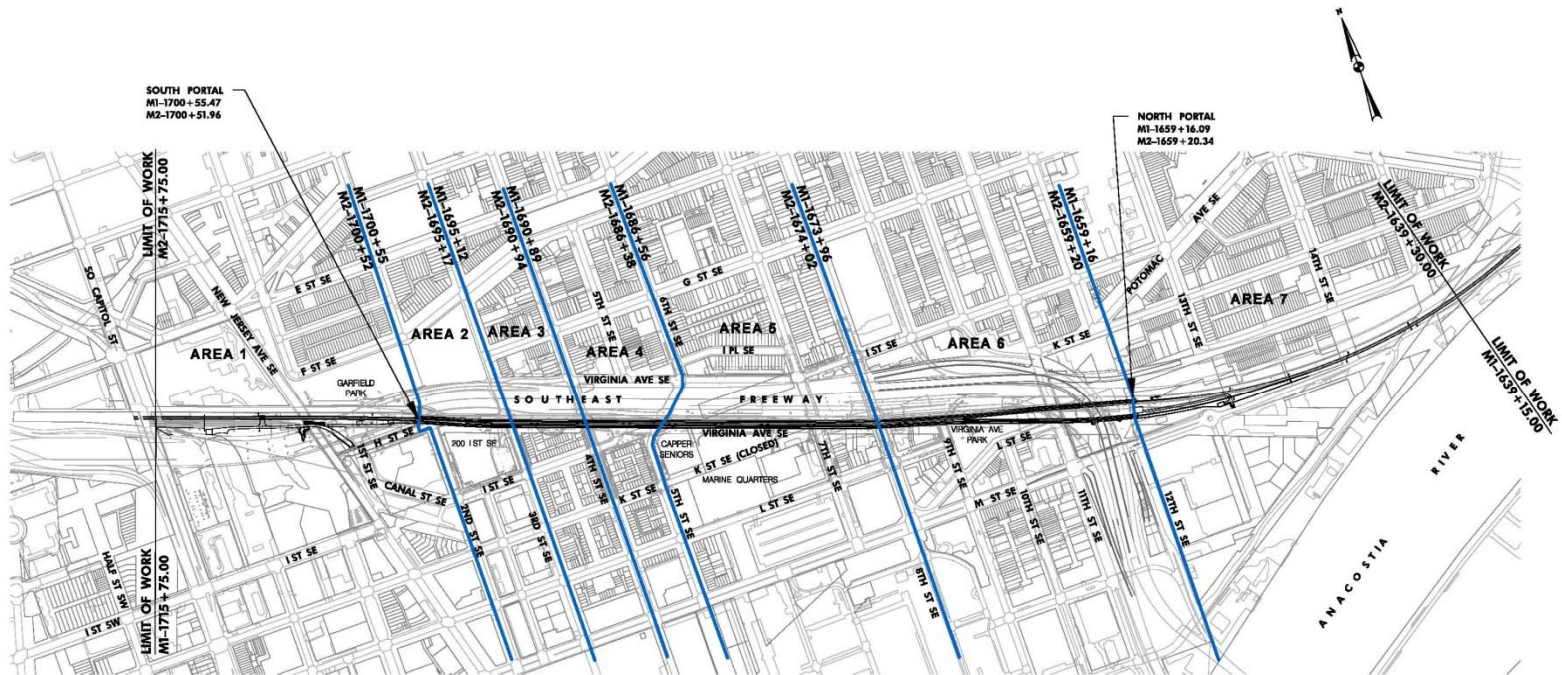 N
SOUTH PORTAL
M1-1700+55.47
M2-1700+51.96
NORTH PORTAL
M1-1659+16.09
M2-1659+20.34
LIMIT OF WORK
M2-1715+75.00
M1-1700+55
M2-1700+52
M1-1695+12
M2-1695+17
M1-1690+89
M2-1690+94
M1-1686+56
M2-1686+38
M1-1673+96
M2-1674+02
M1-1659+16
M2-1659+20
LIMIT OF WORK
M2-1639+30.00
LIMIT OF WORK
M1-1639+15.00
SO CAPITOL ST
NEW JERSEY AVE SE
E ST SE
F ST SE
G ST SE
5TH ST SE
6TH ST SE
I PL SE
I ST SE
K ST SE
POTOMAC AVE SE
13TH ST SE
14TH ST SE
AREA 1
AREA 2
AREA 3
AREA 4
AREA 5
AREA 6
AREA 7
GARFIELD
PARK
VIRGINIA AVE SE
SOUTHEAST FREEWAY
VIRGINIA AVE SE
H ST SE
200 I ST SE
1ST ST SE
CANAL ST SE
I ST SE
2ND ST SE
3RD ST SE
4TH ST SE
K ST SE
CAPPER
SENIORS
K ST SE (CLOSED)
MARINE QUARTERS
5TH ST SE
L ST SE
7TH ST SE
8TH ST SE
9TH ST SE
VIRGINIA AVE
PARK
L ST SE
M ST SE
10TH ST SE
11TH ST SE
12TH ST SE
ANACOSTIA RIVER
LIMIT OF WORK
M1-1715+75.00
HALF ST SW
I ST SW
I ST SE